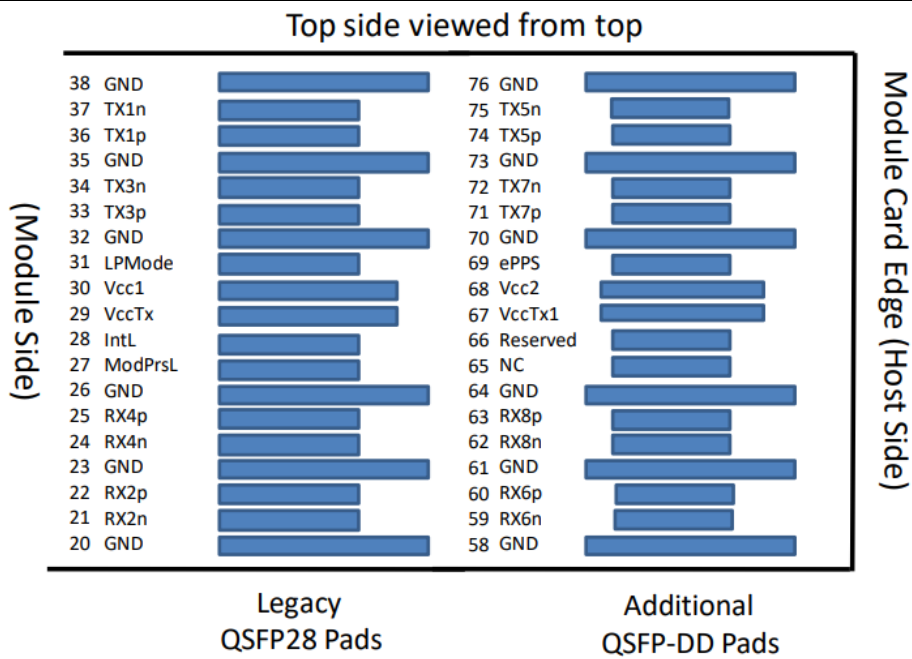 Top side viewed from top
38 GND
37 TX1n
36 TX1p
35 GND
34 TX3n
33 TX3p
32 GND
31 LPMode
30 Vcc1
29 VccTx
28 IntL
27 ModPrsL
26 GND
25 RX4p
24 RX4n
23 GND
22 RX2p
21 RX2n
20 GND
76 GND
75 TX5n
74 TX5p
73 GND
72 TX7n
71 TX7p
70 GND
69 ePPS
68 Vcc2
67 VccTx1
66 Reserved
65 NC
64 GND
63 RX8p
62 RX8n
61 GND
60 RX6p
59 RX6n
58 GND
(Module Side)
Module Card Edge (Host Side)
Legacy
QSFP28 Pads
Additional
QSFP-DD Pads